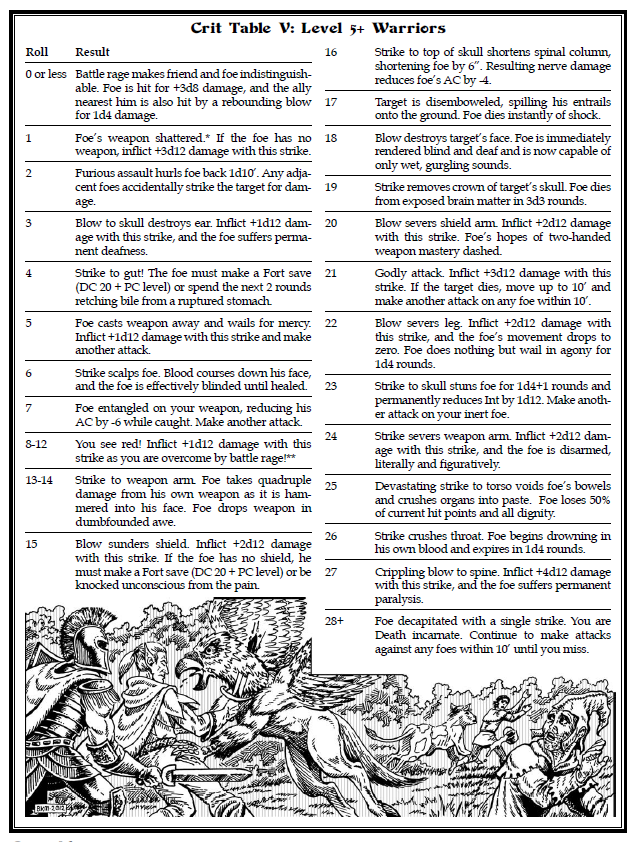 Crit Table V: Level 5+ Warriors
Roll Result
0 or less Battle rage makes friend and foe indistinguish-
able. Foe is hit for +3d8 damage, and the ally
nearest him is also hit by a rebounding blow
for 1d4 damage.
1 Foe's weapon shattered.* If the foe has no
weapon, inflict +3d12 damage with this strike.
2 Furious assault hurls foe back 1d10'. Any adja-
cent foes accidentally strike the target for dam-
age.
3 Blow to skull destroys ear. Inflict +1d12 dam-
age with this strike, and the foe suffers perma-
nent deafness.
4 Strike to gut! The foe must make a Fort save
(DC 20 + PC level) or spend the next 2 rounds
retching bile from a ruptured stomach.
5 Foe casts weapon away and wails for mercy.
Inflict +1d12 damage with this strike and make
another attack.
6 Strike scalps foe. Blood courses down his face,
and the foe is effectively blinded until healed.
7 Foe entangled on your weapon, reducing his
AC by -6 while caught. Make another attack.
8-12 You see red! Inflict +1d12 damage with this
strike as you are overcome by battle rage!**
13-14 Strike to weapon arm. Foe takes quadruple
damage from his own weapon as it is ham-
mered into his face. Foe drops weapon in
dumbfounded awe.
15 Blow sunders shield. Inflict +2d12 damage
with this strike. If the foe has no shield, he
must make a Fort save (DC 20 + PC level) or be
knocked unconscious from the pain.
16 Strike to top of skull shortens spinal column,
shortening foe by 6". Resulting nerve damage
reduces foe's AC by -4.
17 Target is disemboweled, spilling his entrails
onto the ground. Foe dies instantly of shock.
18 Blow destroys target's face. Foe is immediately
rendered blind and deaf and is now capable of
only wet, gurgling sounds.
19 Strike removes crown of target's skull. Foe dies
from exposed brain matter in 3d3 rounds.
20 Blow severs shield arm. Inflict +2d12 damage
with this strike. Foe's hopes of two-handed
weapon mastery dashed.
21 Godly attack. Inflict +3d12 damage with this
strike. If the target dies, move up to 10' and
make another attack on any foe within 10'.
22 Blow severs leg. Inflict +2d12 damage with
this strike, and the foe's movement drops to
zero. Foe does nothing but wail in agony for
1d4 rounds.
23 Strike to skull stuns foe for 1d4+1 rounds and
permanently reduces Int by 1d12. Make anoth-
er attack on your inert foe.
24 Strike severs weapon arm. Inflict +2d12 dam-
age with this strike, and the foe is disarmed,
literally and figuratively.
25 Devastating strike to torso voids foe's bowels
and crushes organs into paste. Foe loses 50%
of current hit points and all dignity.
26 Strike crushes throat. Foe begins drowning in
his own blood and expires in 1d4 rounds.
27 Crippling blow to spine. Inflict +4d12 damage
with this strike, and the foe suffers permanent
paralysis.
28+ Foe decapitated with a single strike. You are
Death incarnate. Continue to make attacks
against any foes within 10' until you miss.